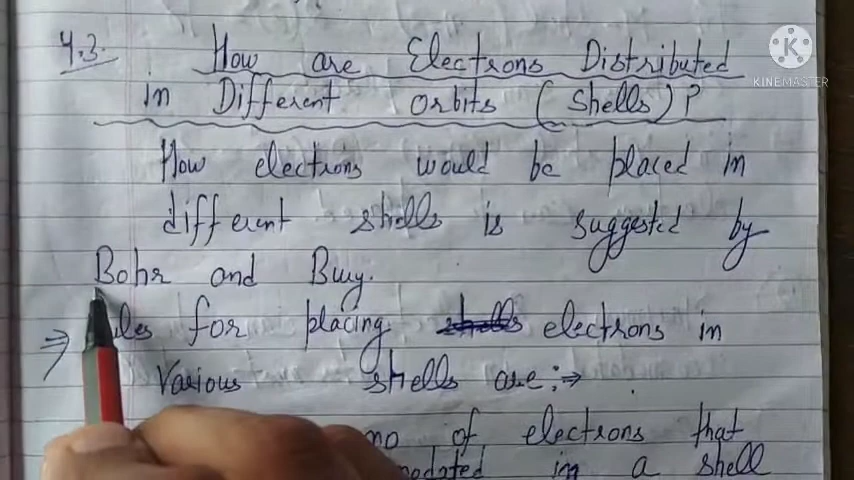 4.3. How are Electrons Distributed
in Different orbits (shells)?
How electrons would be placed in
different shells is suggested by
Bohr and Bury.
⇒ for placing shells electrons in
Various shells are:⇒
no of electrons that
in a shell
K
KINEMASTER